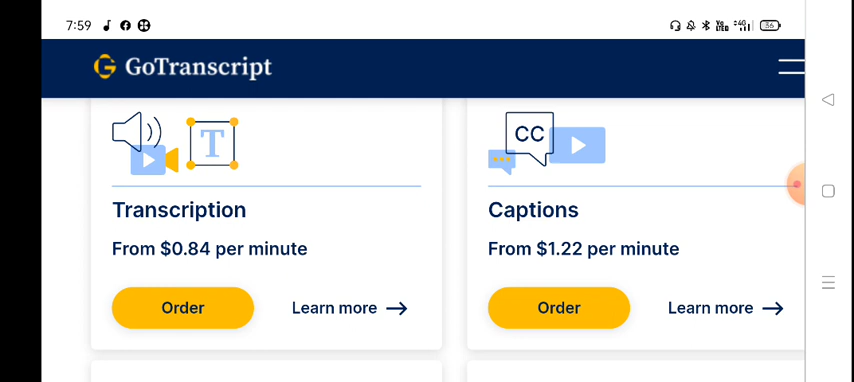 7:59
36
GoTranscript
T
CC
Transcription
Captions
From $0.84 per minute
From $1.22 per minute
Order
Learn more
Order
Learn more